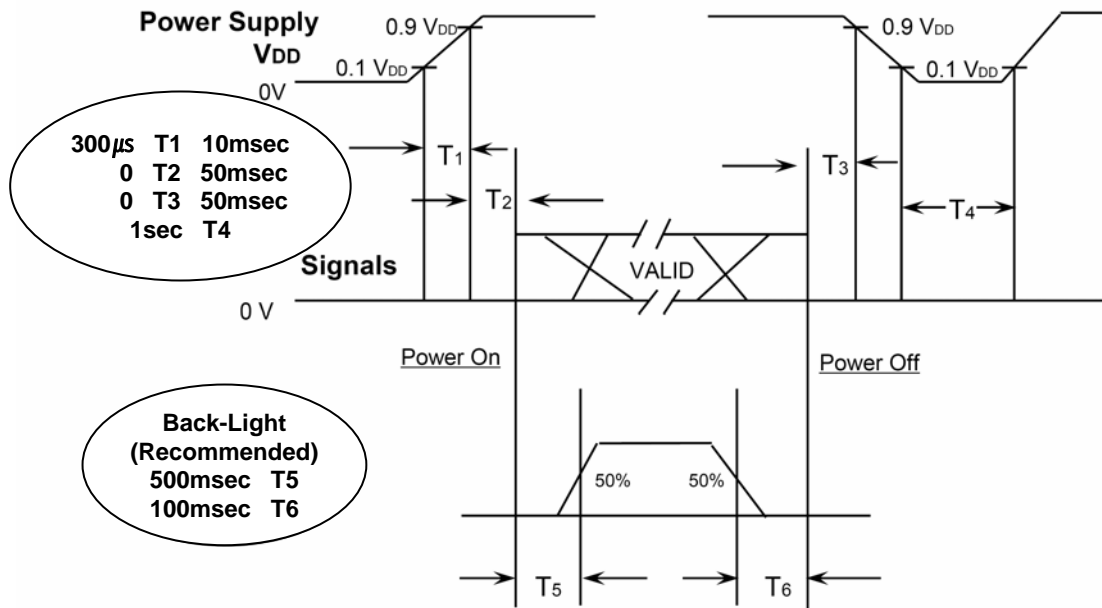 Power Supply
VDD
0.9 VDD
0.1 VDD
0V
0.9 VDD
0.1 VDD
300㎲ T1 10msec
0 T2 50msec
0 T3 50msec
1sec T4
T1
T2
T3
T4
Signals
VALID
0 V
Power On
Power Off
Back-Light
(Recommended)
500msec T5
100msec T6
50%
50%
T5
T6